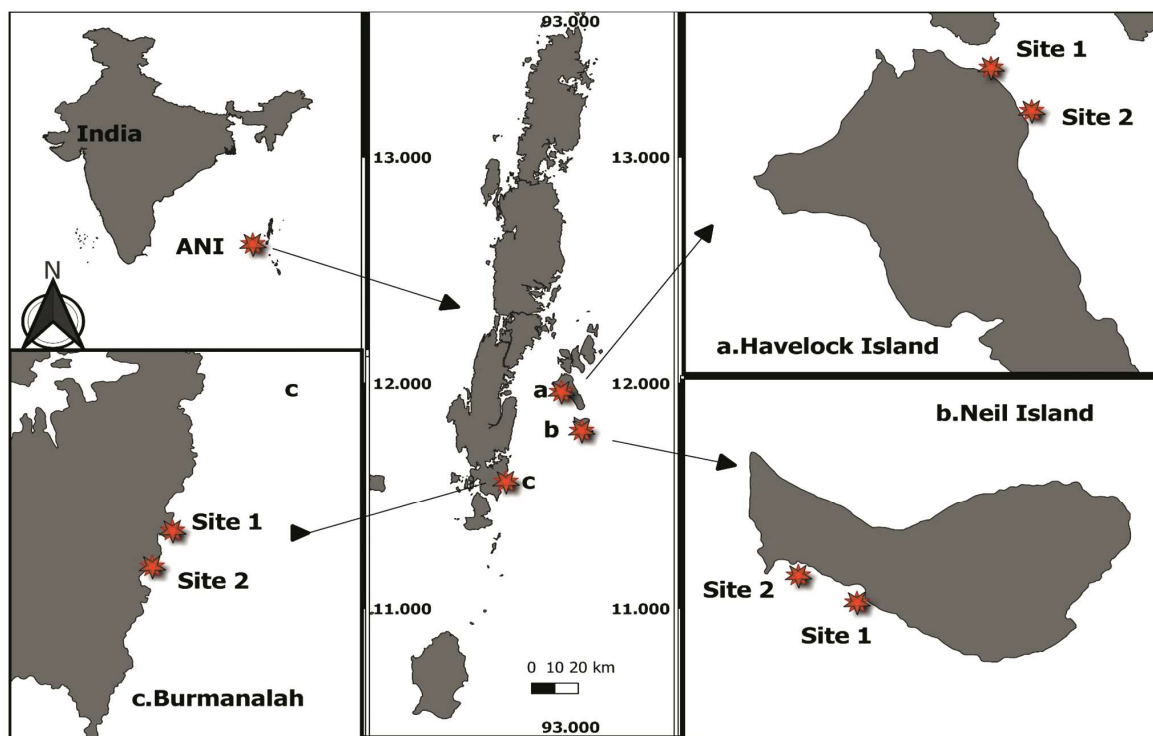 India
ANI
N
93.000
13.000
13.000
12.000
12.000
a
b
c
11.000
11.000
0 10 20 km
93.000
Site 1
Site 2
a.Havelock Island
b.Neil Island
Site 2
Site 1
c
Site 1
Site 2
c.Burmanalah